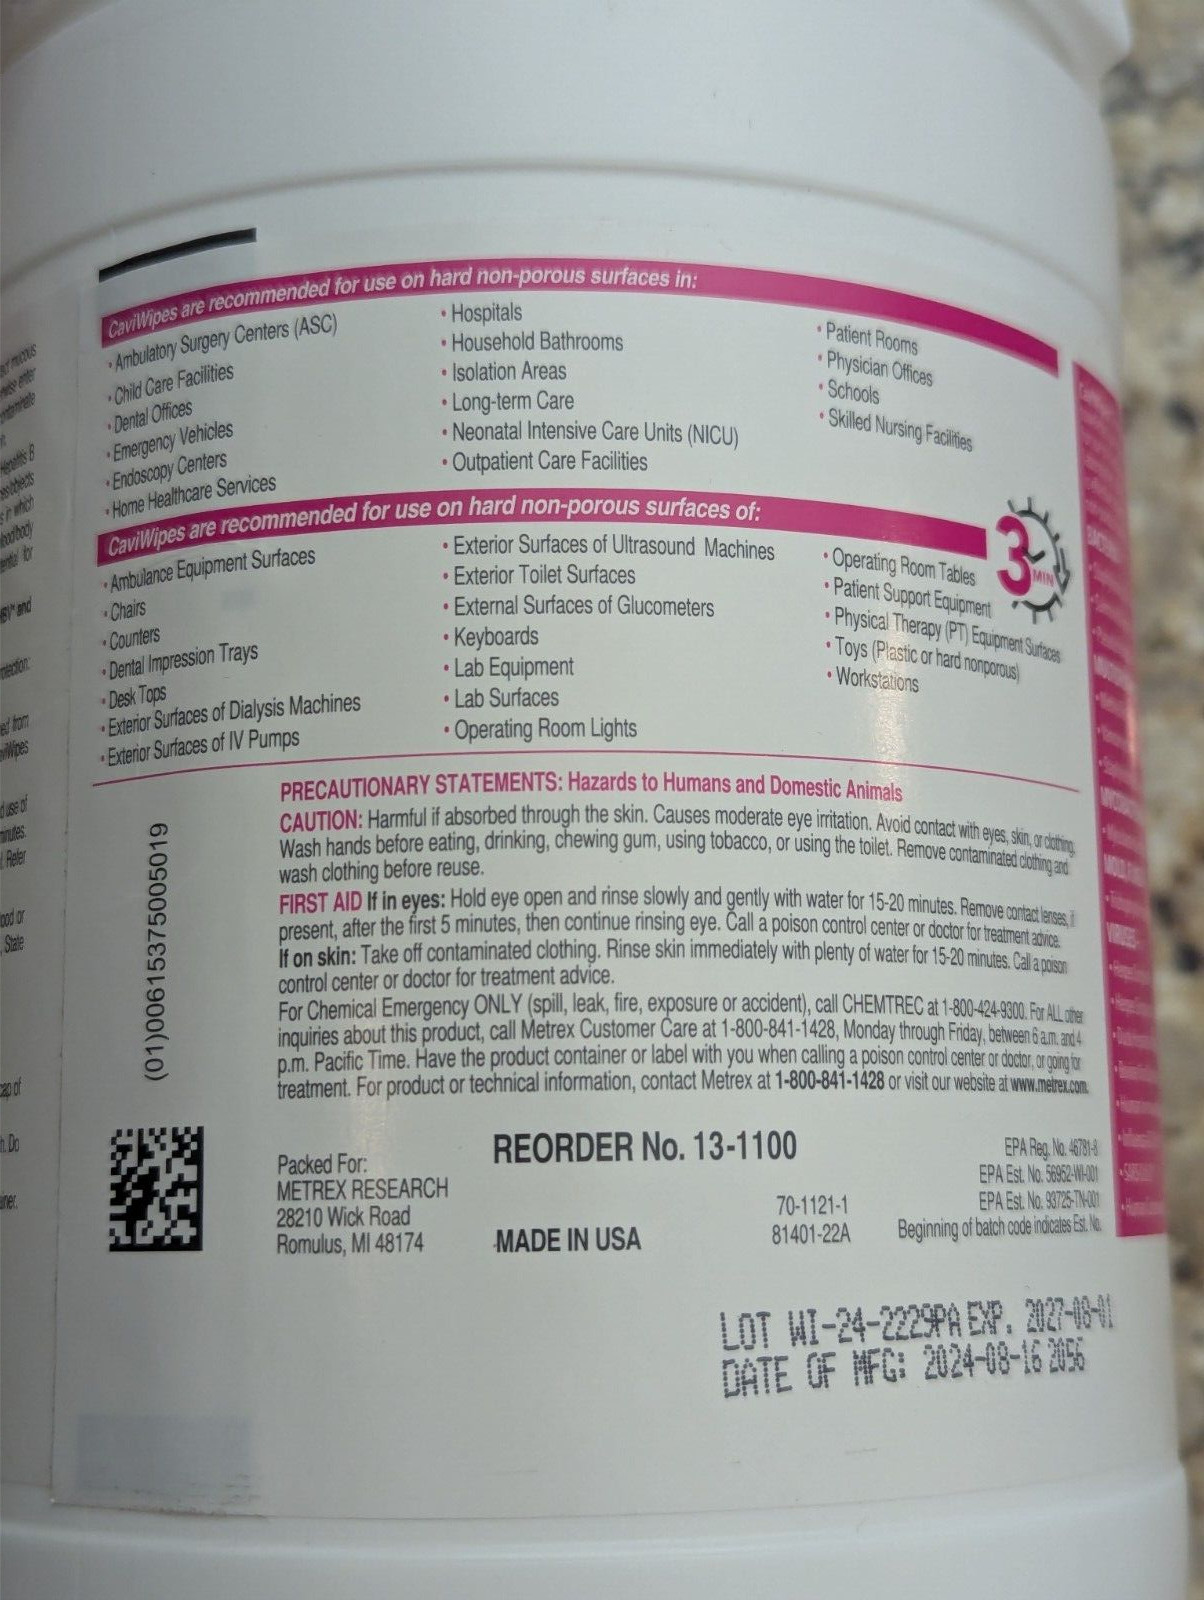 CaviWipes are recommended for use on hard non-porous surfaces in:
• Ambulatory Surgery Centers (ASC)
• Child Care Facilities
• Dental Offices
• Emergency Vehicles
• Endoscopy Centers
• Home Healthcare Services
• Hospitals
• Household Bathrooms
• Isolation Areas
• Long-term Care
• Neonatal Intensive Care Units (NICU)
• Outpatient Care Facilities
• Patient Rooms
• Physician Offices
• Schools
• Skilled Nursing Facilities
CaviWipes are recommended for use on hard non-porous surfaces of:
• Ambulance Equipment Surfaces
• Chairs
• Counters
• Dental Impression Trays
• Desk Tops
• Exterior Surfaces of Dialysis Machines
• Exterior Surfaces of IV Pumps
• Exterior Surfaces of Ultrasound Machines
• Exterior Toilet Surfaces
• External Surfaces of Glucometers
• Keyboards
• Lab Equipment
• Lab Surfaces
• Operating Room Lights
• Operating Room Tables
• Patient Support Equipment
• Physical Therapy (PT) Equipment Surfaces
• Toys (Plastic or hard nonporous)
• Workstations
3 MIN
PRECAUTIONARY STATEMENTS: Hazards to Humans and Domestic Animals
CAUTION: Harmful if absorbed through the skin. Causes moderate eye irritation. Avoid contact with eyes, skin, or clothing.
Wash hands before eating, drinking, chewing gum, using tobacco, or using the toilet. Remove contaminated clothing and
wash clothing before reuse.
FIRST AID If in eyes: Hold eye open and rinse slowly and gently with water for 15-20 minutes. Remove contact lenses, if
present, after the first 5 minutes, then continue rinsing eye. Call a poison control center or doctor for treatment advice.
If on skin: Take off contaminated clothing. Rinse skin immediately with plenty of water for 15-20 minutes. Call a poison
control center or doctor for treatment advice.
For Chemical Emergency ONLY (spill, leak, fire, exposure or accident), call CHEMTREC at 1-800-424-9300. For ALL other
inquiries about this product, call Metrex Customer Care at 1-800-841-1428, Monday through Friday, between 6 a.m. and 4
p.m. Pacific Time. Have the product container or label with you when calling a poison control center or doctor, or going for
treatment. For product or technical information, contact Metrex at 1-800-841-1428 or visit our website at www.metrex.com.
(01)00615375005019
Packed For:
METREX RESEARCH
28210 Wick Road
Romulus, MI 48174
REORDER No. 13-1100
MADE IN USA
70-1121-1
81401-22A
EPA Reg. No. 46781-8
EPA Est. No. 56952-WI-001
EPA Est. No. 93725-TN-001
Beginning of batch code indicates Est. No.
LOT WI-24-2229PA EXP. 2027-08-01
DATE OF MFG: 2024-08-16 2056